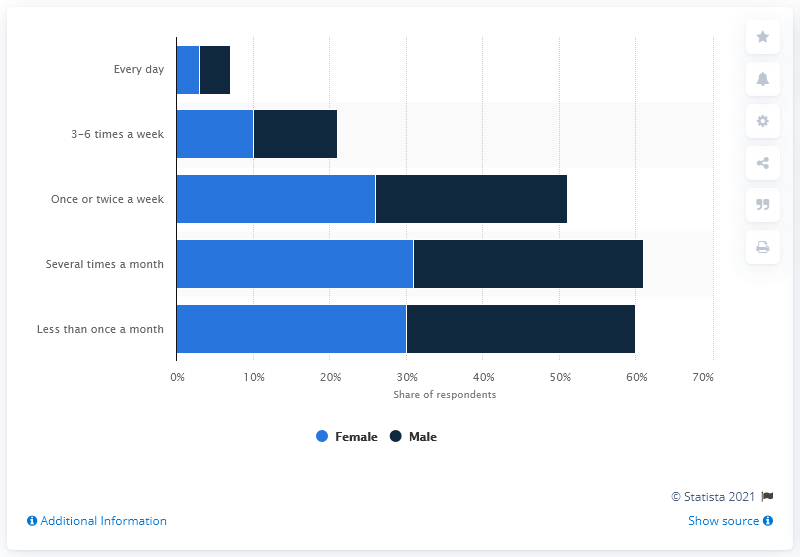 Every day
3-6 times a week
Once or twice a week
Several times a month
Less than once a month
0% 10% 20% 30% 40% 50% 60% 70%
Share of respondents
Female Male
© Statista 2021
Additional Information Show source